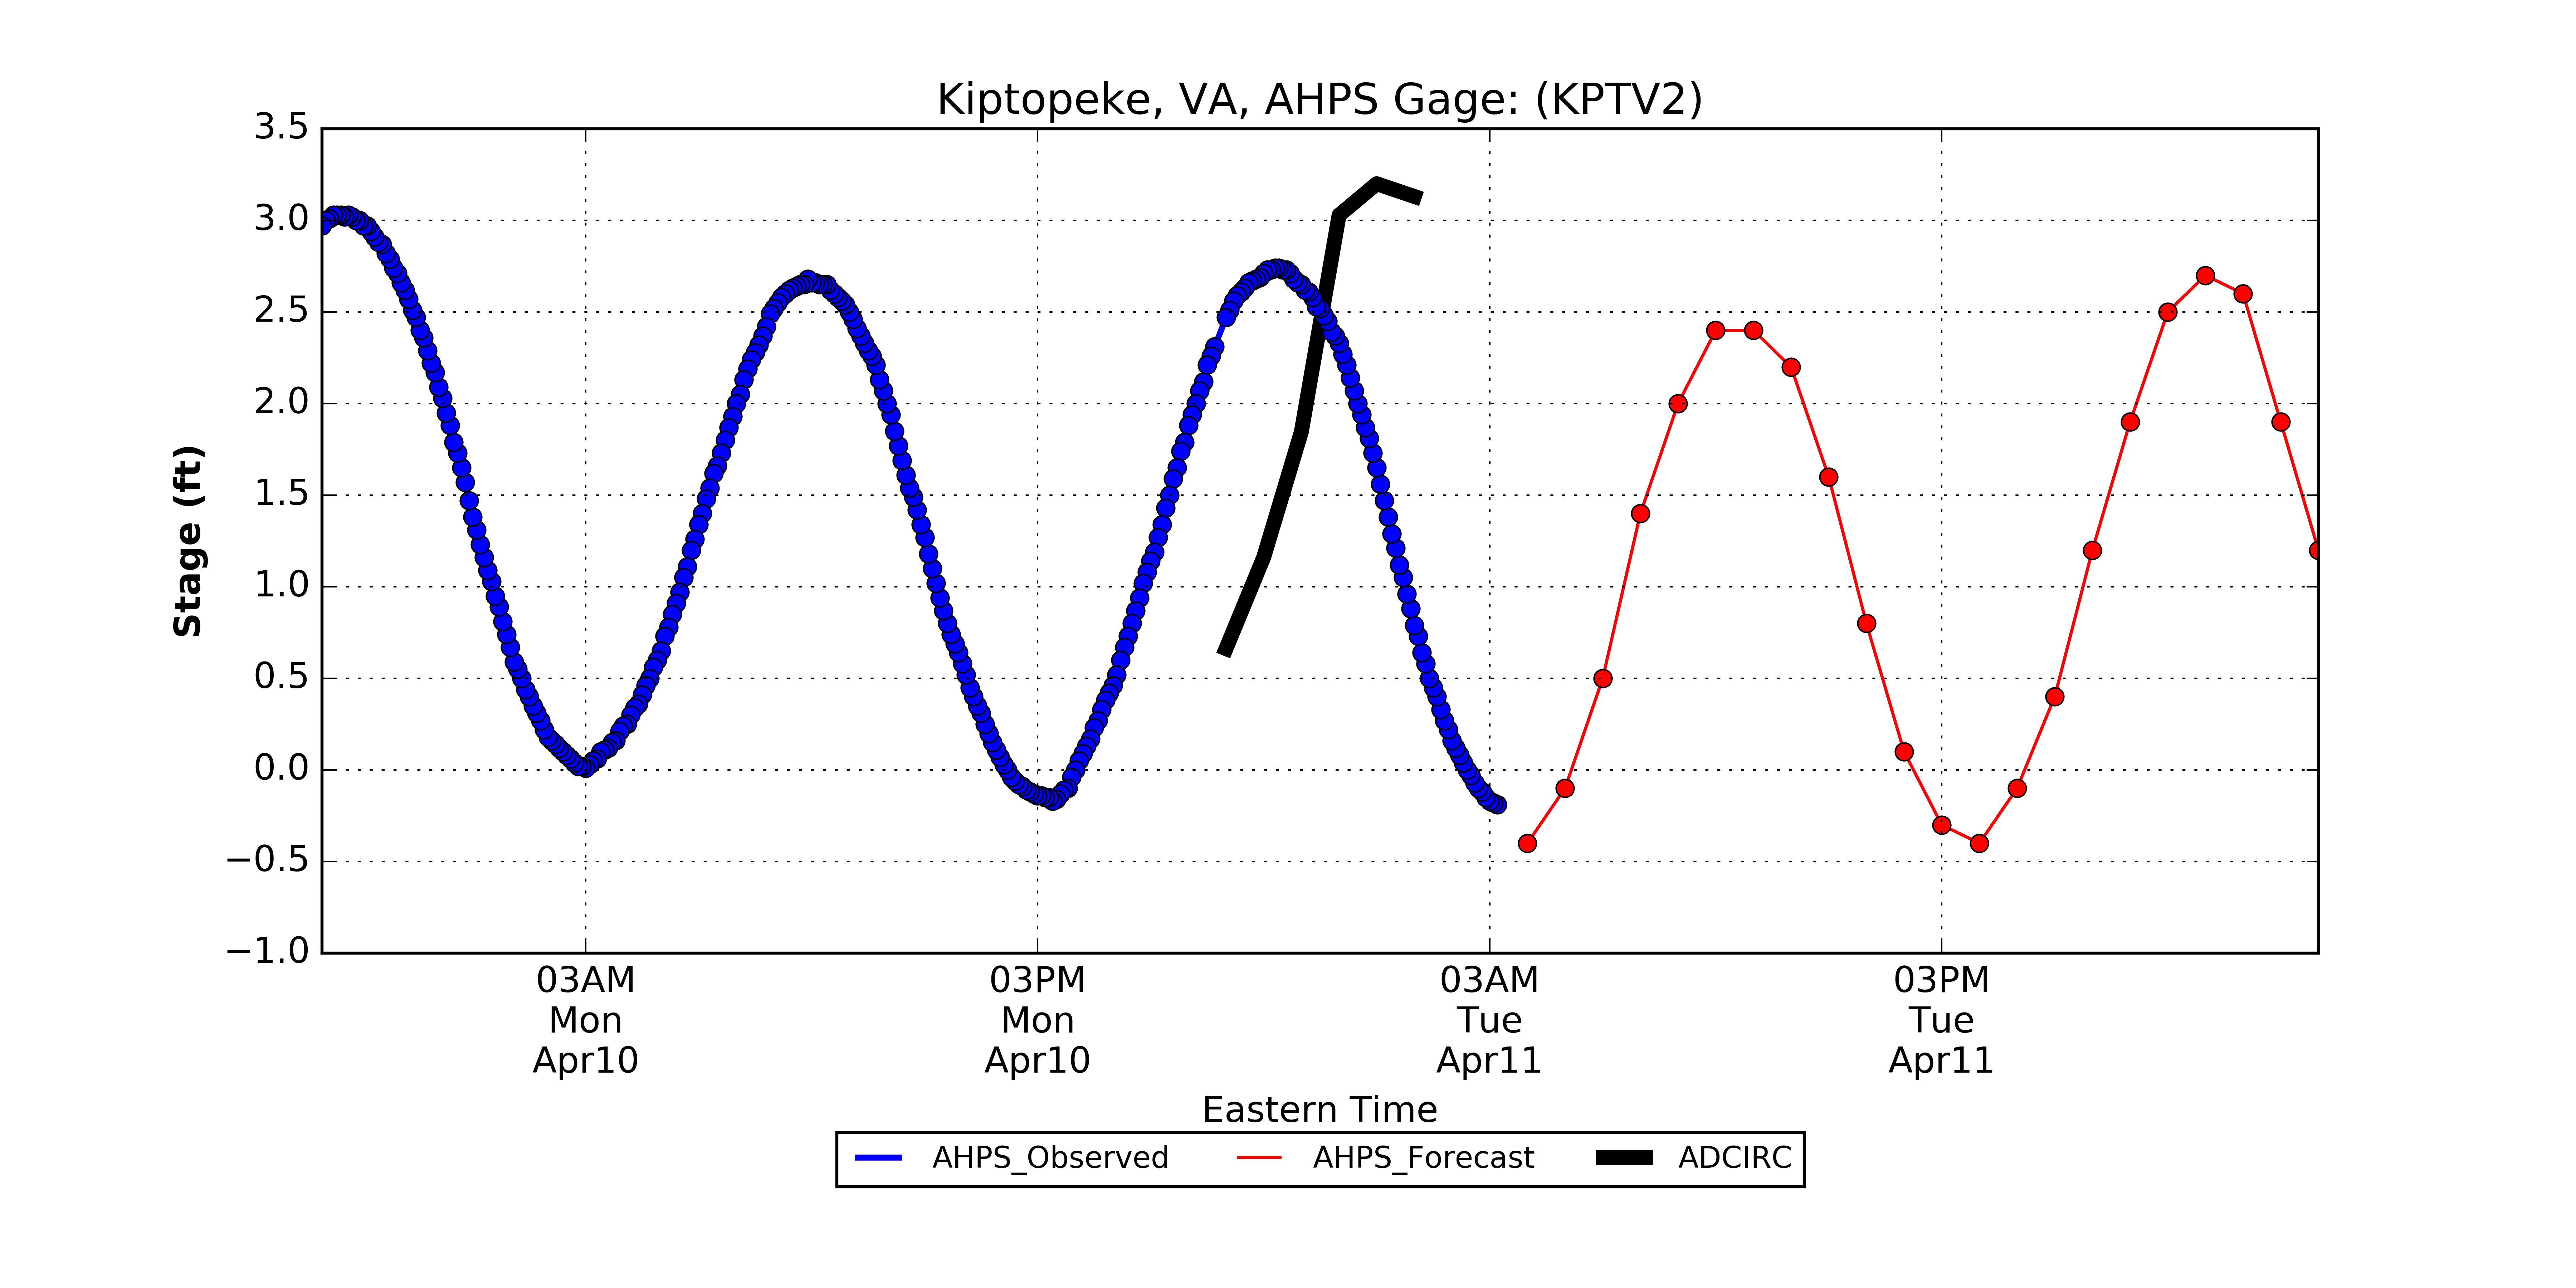 Kiptopeke, VA, AHPS Gage: (KPTV2)
3.5
3.0
2.5
2.0
1.5
1.0
0.5
0.0
−0.5
−1.0
Stage (ft)
03AM 03PM 03AM 03PM
Mon Mon Tue Tue
Apr10 Apr10 Apr11 Apr11
Eastern Time
AHPS_Observed AHPS_Forecast ADCIRC